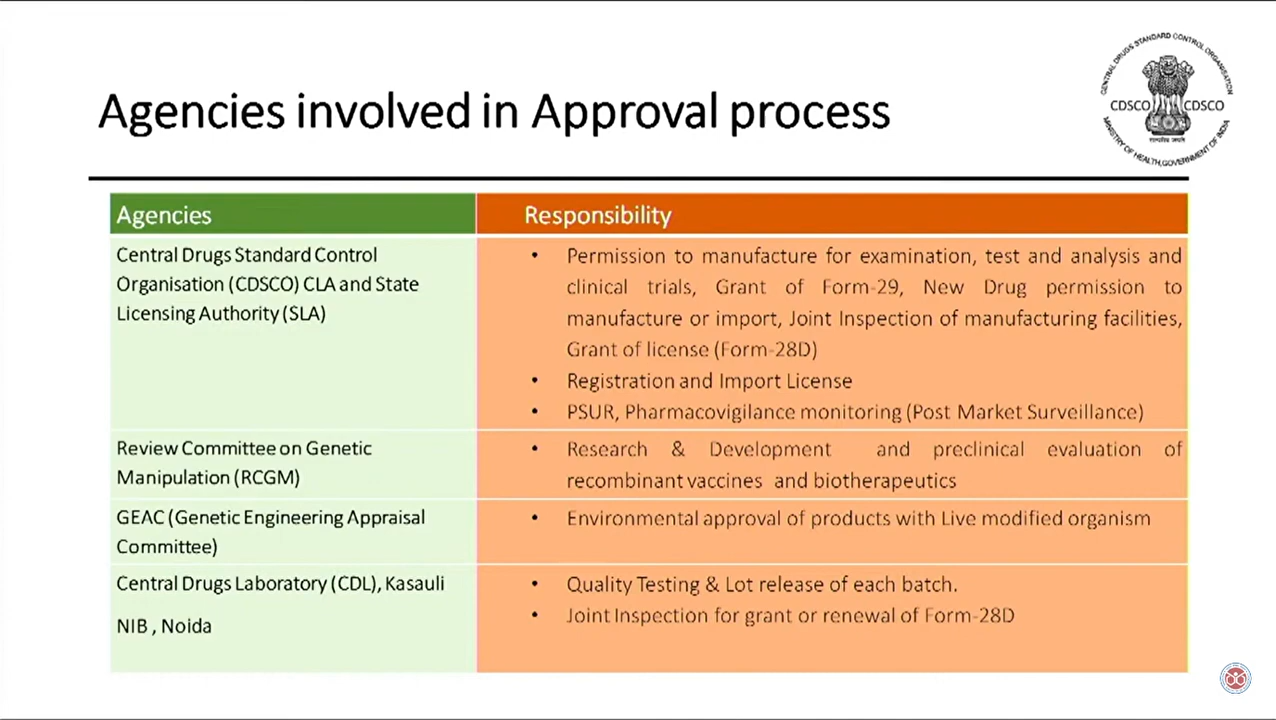 Agencies involved in Approval process
CENTRAL DRUGS STANDARD CONTROL ORGANISATION
CDSCO CDSCO
सत्यमेव जयते
MINISTRY OF HEALTH,GOVERNMENT OF INDIA
Agencies
Responsibility
Central Drugs Standard Control
Organisation (CDSCO) CLA and State
Licensing Authority (SLA)
• Permission to manufacture for examination, test and analysis and
clinical trials, Grant of Form-29, New Drug permission to
manufacture or import, Joint Inspection of manufacturing facilities,
Grant of license (Form-28D)
• Registration and Import License
• PSUR, Pharmacovigilance monitoring (Post Market Surveillance)
Review Committee on Genetic
Manipulation (RCGM)
• Research & Development and preclinical evaluation of
recombinant vaccines and biotherapeutics
GEAC (Genetic Engineering Appraisal
Committee)
• Environmental approval of products with Live modified organism
Central Drugs Laboratory (CDL), Kasauli
NIB , Noida
• Quality Testing & Lot release of each batch.
• Joint Inspection for grant or renewal of Form-28D